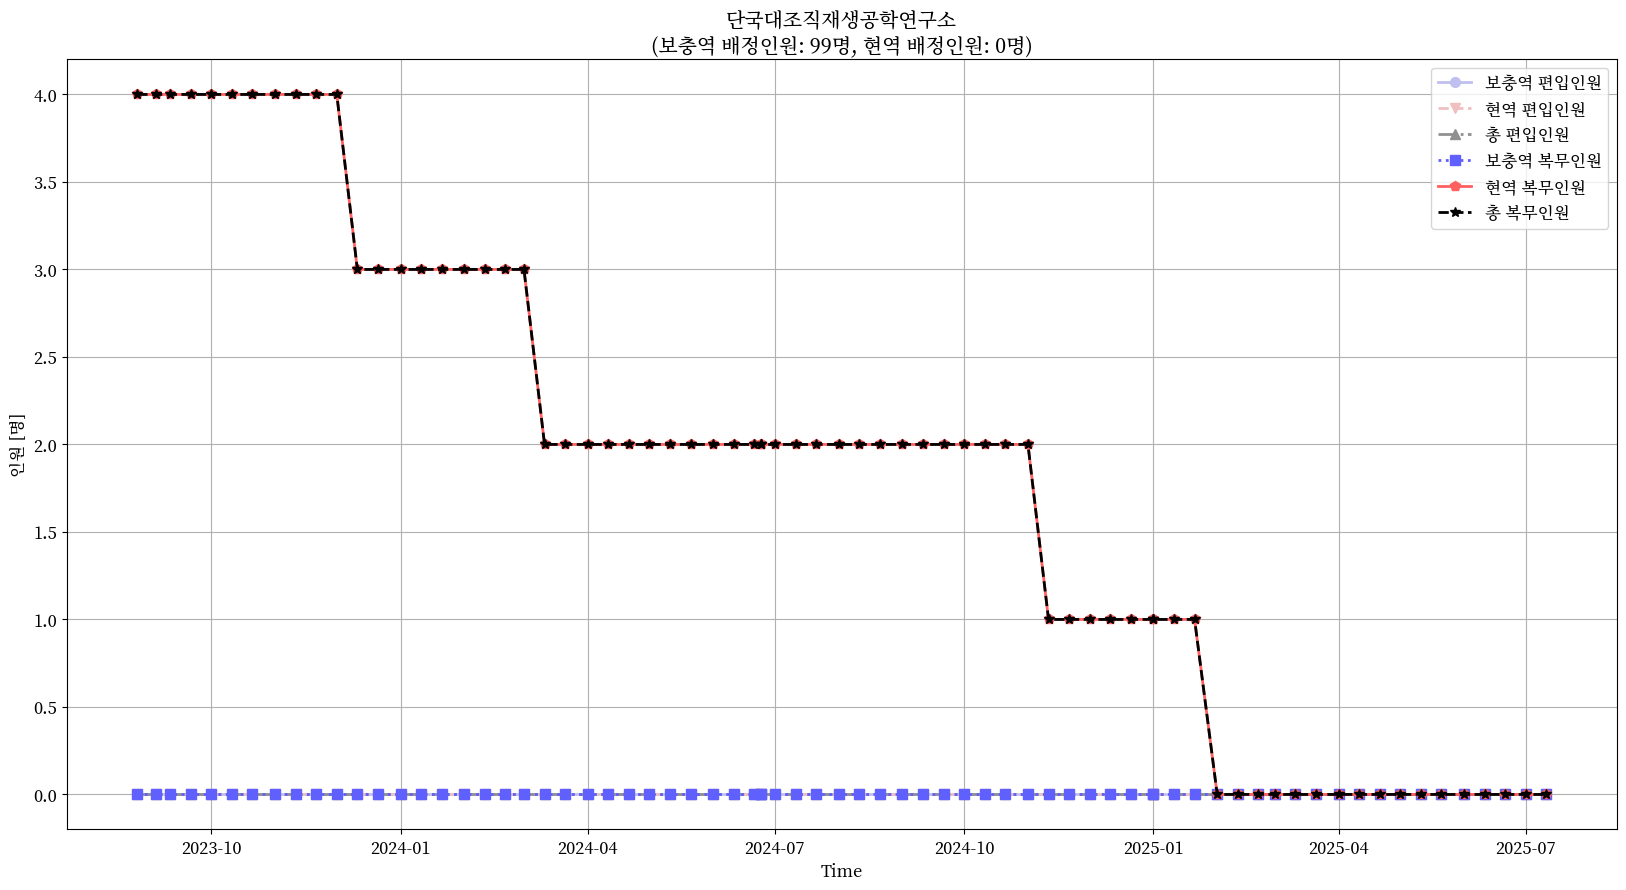 단국대조직재생공학연구소
(보충역 배정인원: 99명, 현역 배정인원: 0명)
보충역 편입인원
현역 편입인원
총 편입인원
보충역 복무인원
현역 복무인원
총 복무인원
4.0
3.5
3.0
2.5
2.0
1.5
1.0
0.5
0.0
인원 [명]
2023-10
2024-01
2024-04
2024-07
2024-10
2025-01
2025-04
2025-07
Time